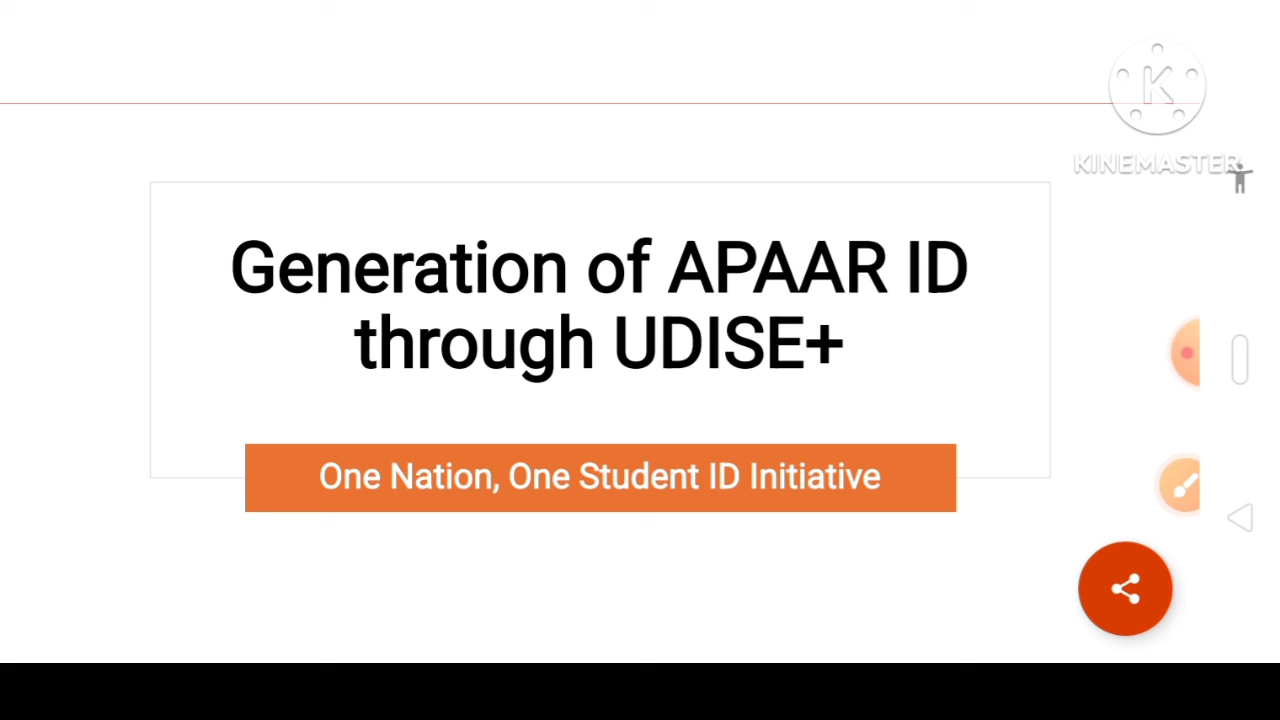 KINEMASTER
Generation of APAAR ID
through UDISE+
One Nation, One Student ID Initiative